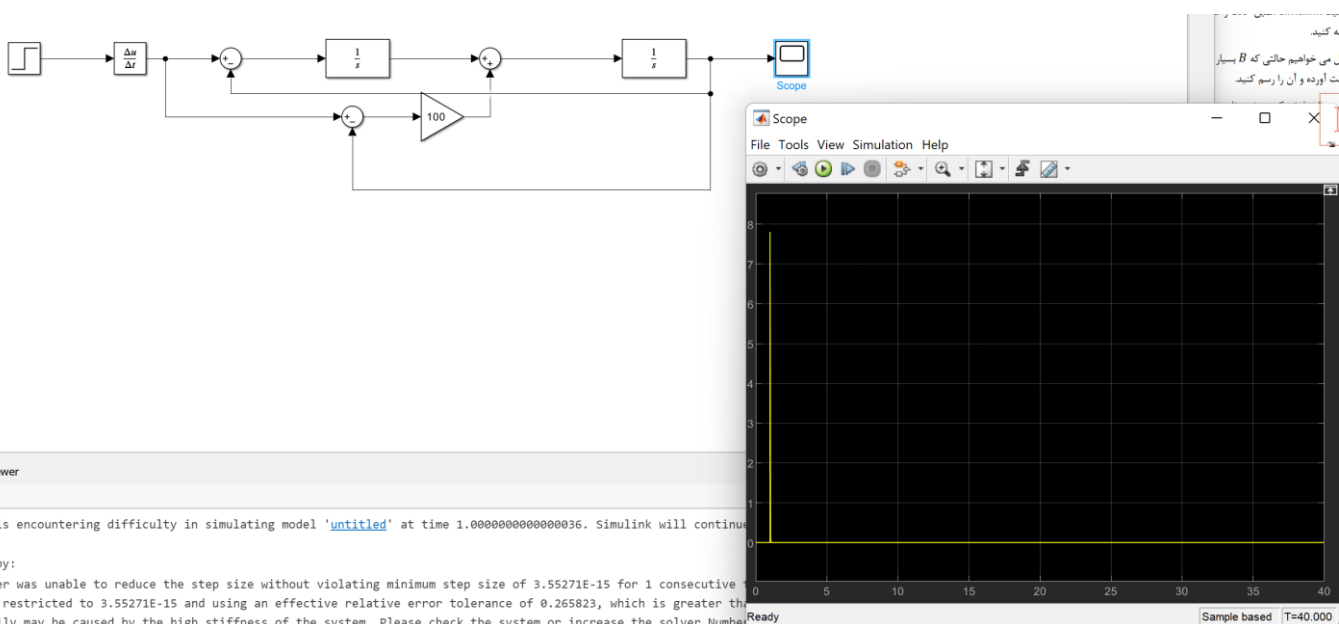 ه کنید.
ل می خواهیم حالتی که B بسیار
ت آورده و آن را رسم کنید.
Δu
Δt
+
−
1
s
+
+
1
s
Scope
+
−
100
Scope
File Tools View Simulation Help
8
7
6
5
4
3
2
1
0
0 5 10 15 20 25 30 35 40
Ready
Sample based T=40.000
wer
s encountering difficulty in simulating model 'untitled' at time 1.0000000000000036. Simulink will continue
by:
er was unable to reduce the step size without violating minimum step size of 3.55271E-15 for 1 consecutive
restricted to 3.55271E-15 and using an effective relative error tolerance of 0.265823, which is greater tha
lly may be caused by the high stiffness of the system. Please check the system or increase the solver Number